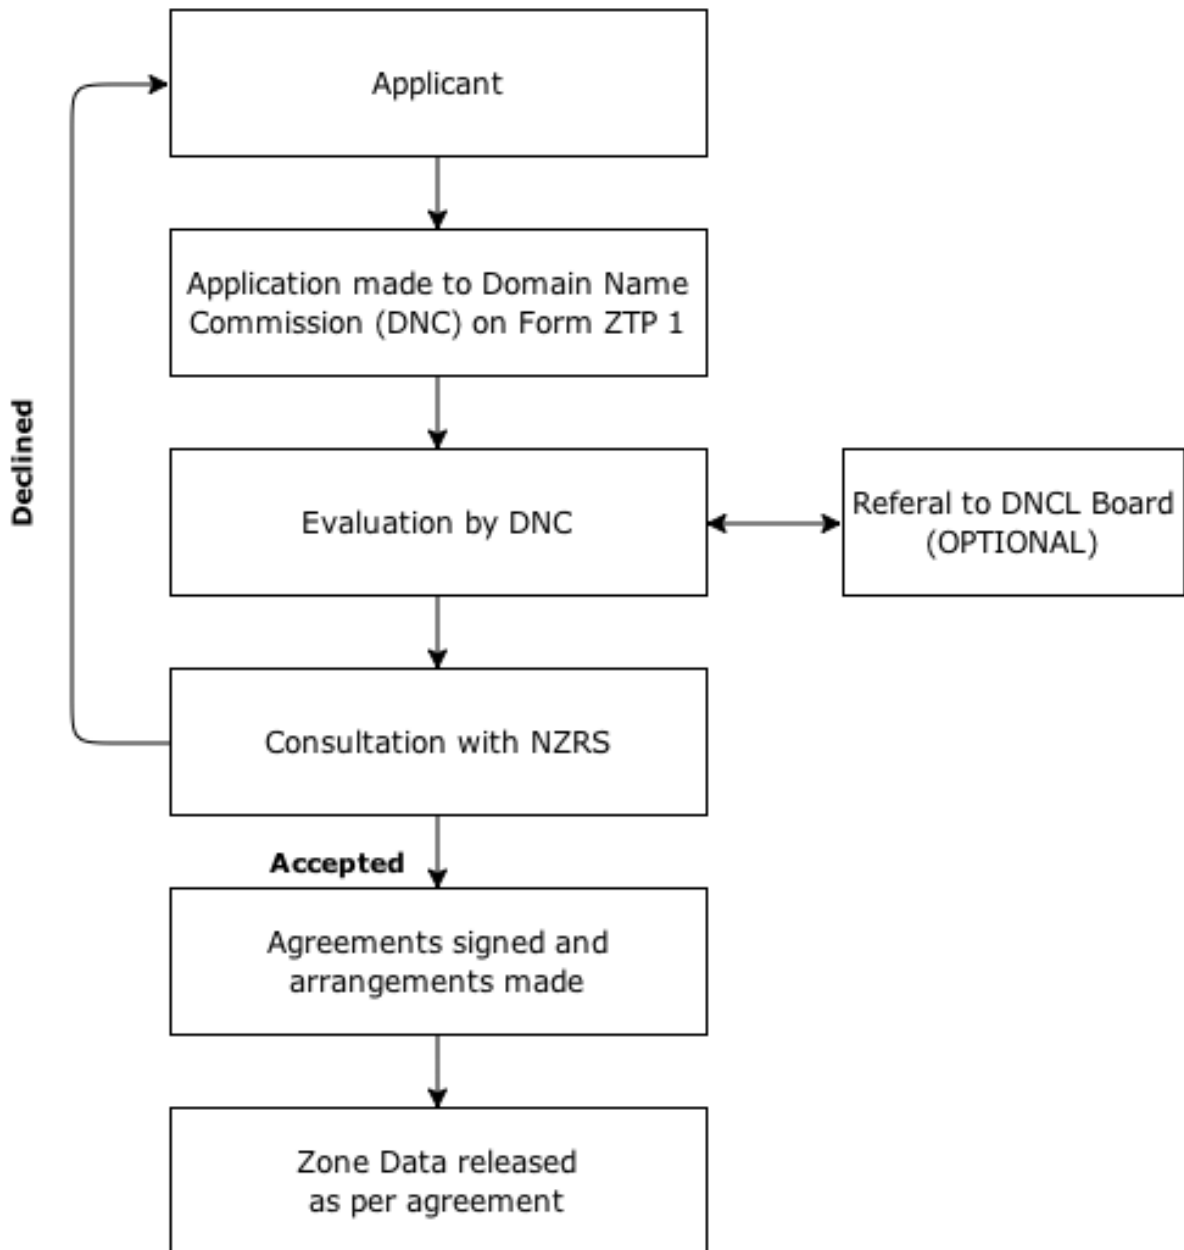 Applicant
Application made to Domain Name
Commission (DNC) on Form ZTP 1
Declined
Evaluation by DNC
Referal to DNCL Board
(OPTIONAL)
Consultation with NZRS
Accepted
Agreements signed and
arrangements made
Zone Data released
as per agreement